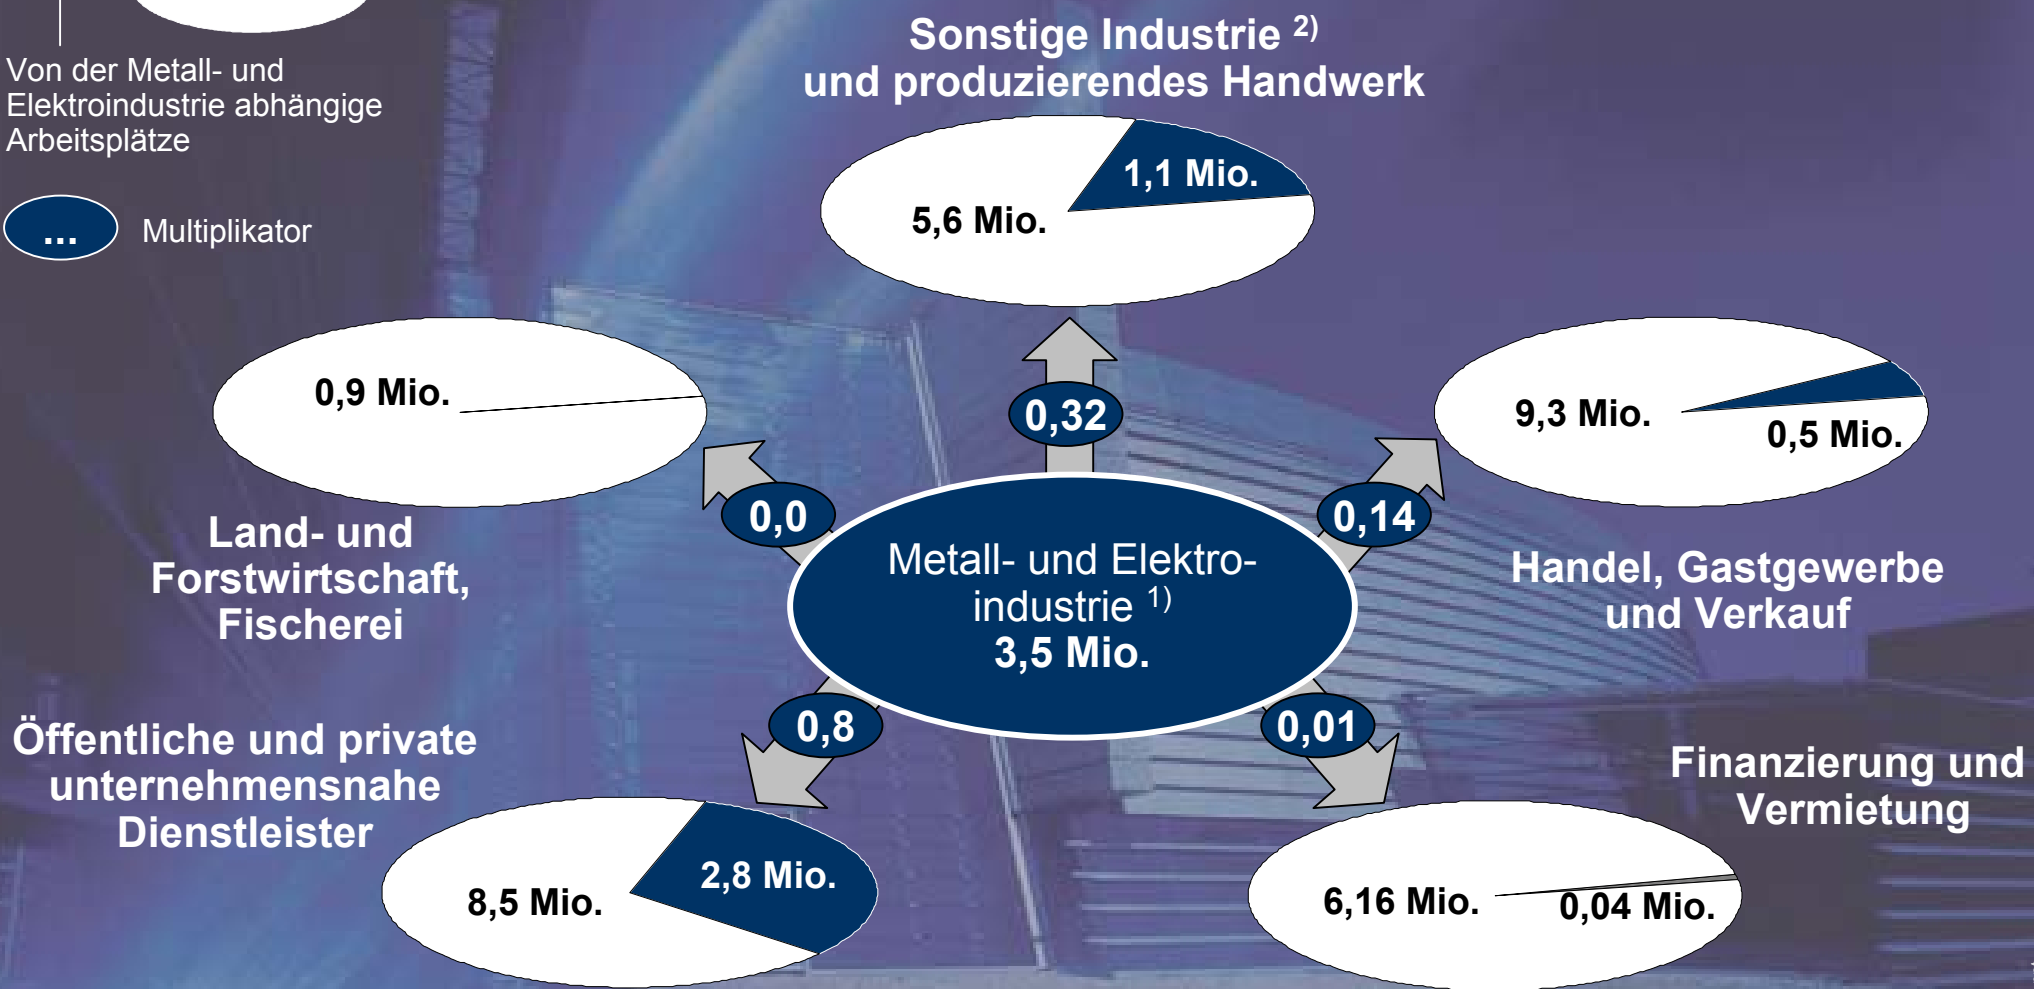 Von der Metall- und
Elektroindustrie abhängige
Arbeitsplätze
... Multiplikator
Sonstige Industrie 2)
und produzierendes Handwerk
1,1 Mio.
5,6 Mio.
0,9 Mio.
Land- und
Forstwirtschaft,
Fischerei
0,32
9,3 Mio.
0,5 Mio.
Handel, Gastgewerbe
und Verkauf
0,0
0,14
Metall- und Elektro-
industrie 1)
3,5 Mio.
0,8
0,01
Öffentliche und private
unternehmensnahe
Dienstleister
2,8 Mio.
8,5 Mio.
Finanzierung und
Vermietung
6,16 Mio.
0,04 Mio.